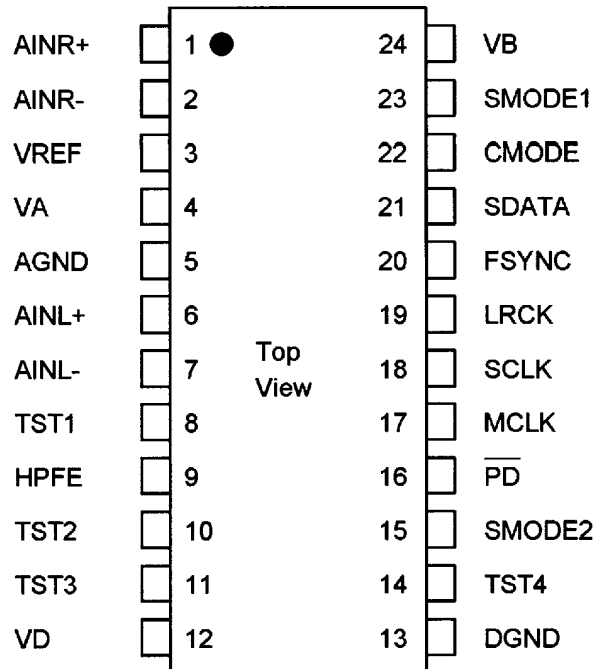 AINR+ 1 24 VB
AINR- 2 23 SMODE1
VREF 3 22 CMODE
VA 4 21 SDATA
AGND 5 20 FSYNC
AINL+ 6 19 LRCK
Top
AINL- 7 18 SCLK
View
TST1 8 17 MCLK
HPFE 9 16 PD
TST2 10 15 SMODE2
TST3 11 14 TST4
VD 12 13 DGND